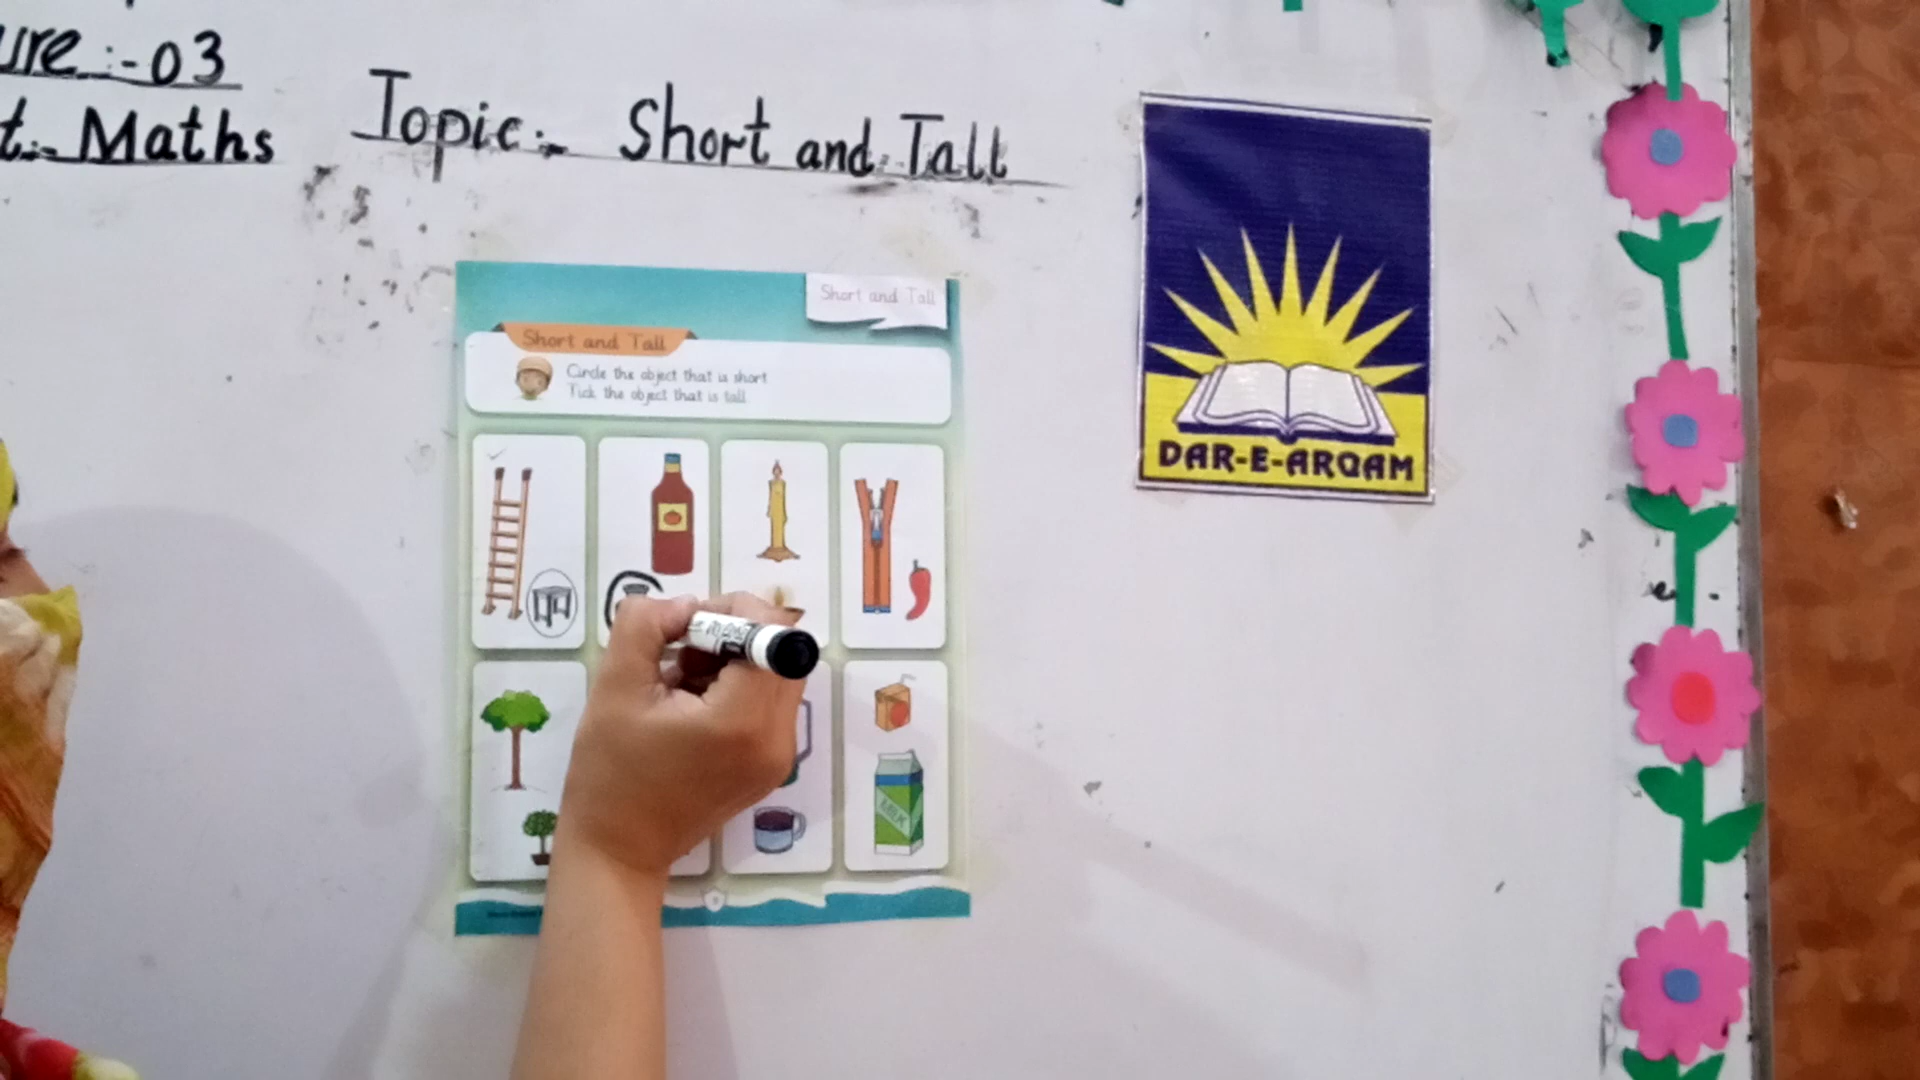 ure :- 03
t:- Maths
Topic:- Short and Tall
Short and Tall
Short and Tall
Circle the object that is short
Tick the object that is tall
MILK
DAR-E-ARQAM